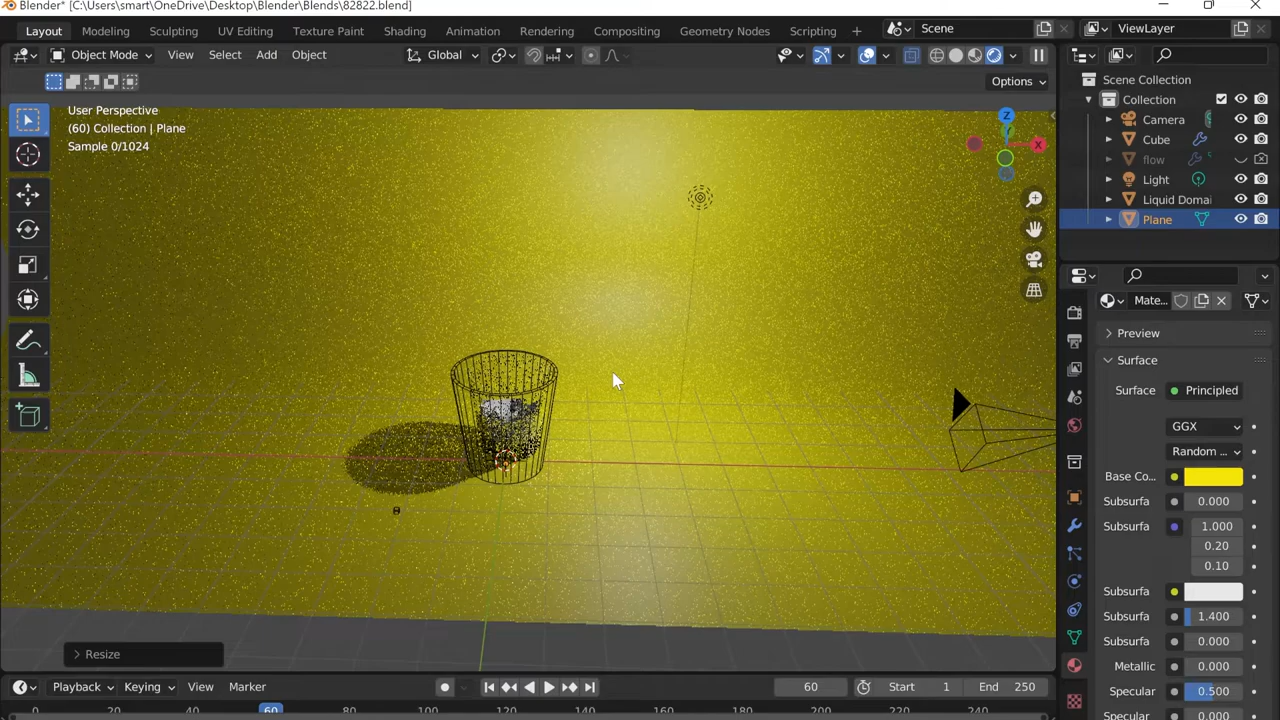 Blender* [C:\Users\smart\OneDrive\Desktop\Blender\Blends\82822.blend]
Layout Modeling Sculpting UV Editing Texture Paint Shading Animation Rendering Compositing Geometry Nodes Scripting + Scene ViewLayer
Object Mode View Select Add Object Global
Options
User Perspective
(60) Collection | Plane
Sample 0/1024
Z
Y
X
Scene Collection
Collection
Camera
Cube
flow
Light
Liquid Domai
Plane
Mate...
Preview
Surface
Surface Principled
GGX
Random ...
Base Co...
Subsurfa 0.000
Subsurfa 1.000
0.20
0.10
Subsurfa
Subsurfa 1.400
Subsurfa 0.000
Metallic 0.000
Specular 0.500
Specular 0.000
Resize
Playback Keying View Marker 60 Start 1 End 250
0 20 40 60 80 100 120 140 160 180 200 220 240